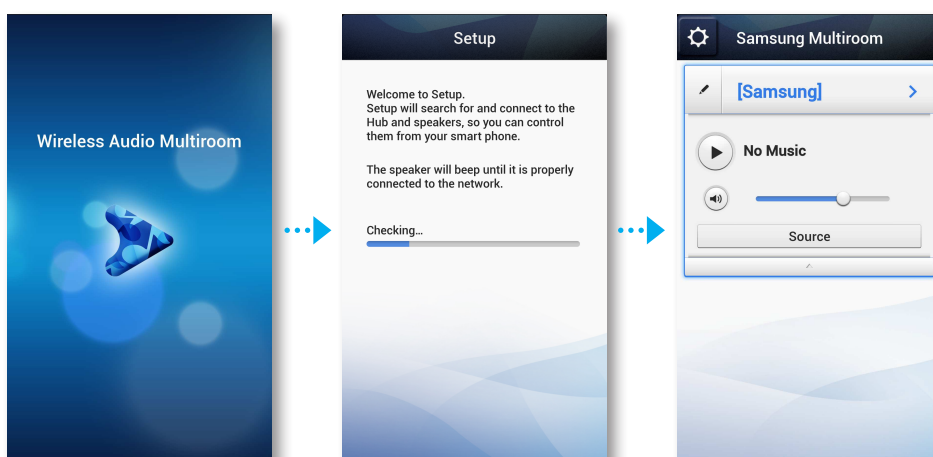 Wireless Audio Multiroom
Setup
Welcome to Setup.
Setup will search for and connect to the
Hub and speakers, so you can control
them from your smart phone.
The speaker will beep until it is properly
connected to the network.
Checking...
Samsung Multiroom
[Samsung]
No Music
Source